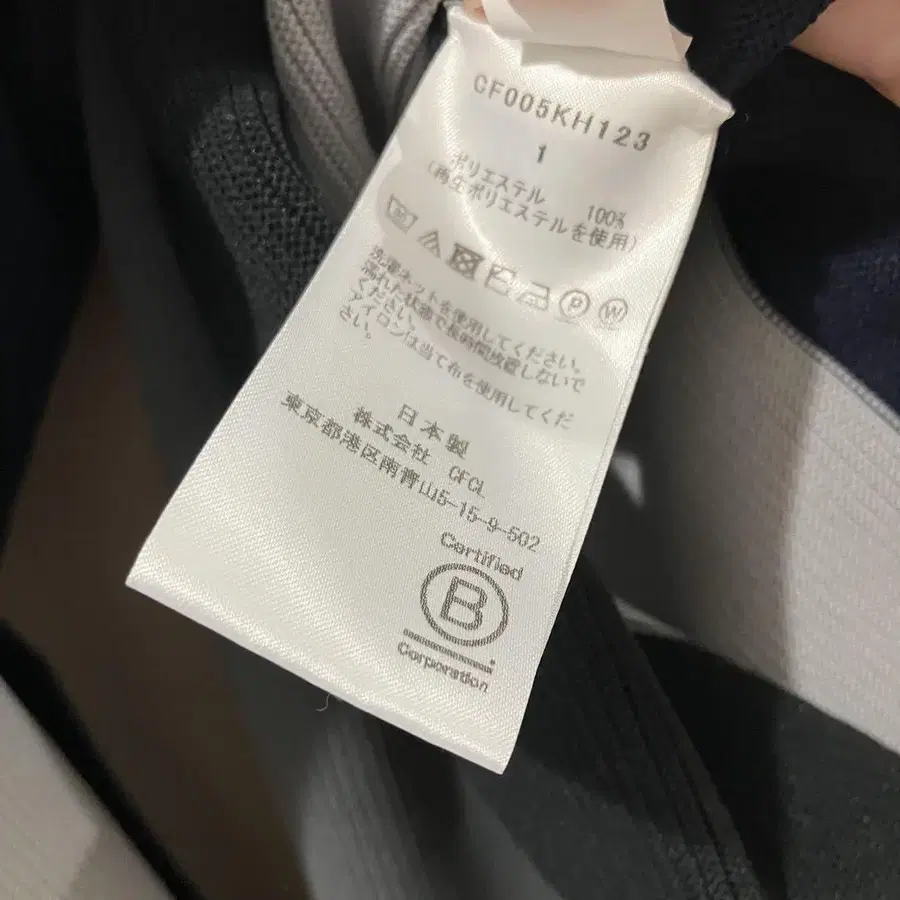 CF005KH123
1
ポリエステル 100%
(再生ポリエステルを使用)
P W
洗濯ネットを使用してください。
濡れた状態で長時間放置しないで
ください。
アイロンは当て布を使用してくだ
さい。
日本製
株式会社 CFCL
東京都港区南青山5-15-9-502
Certified
B
Corporation